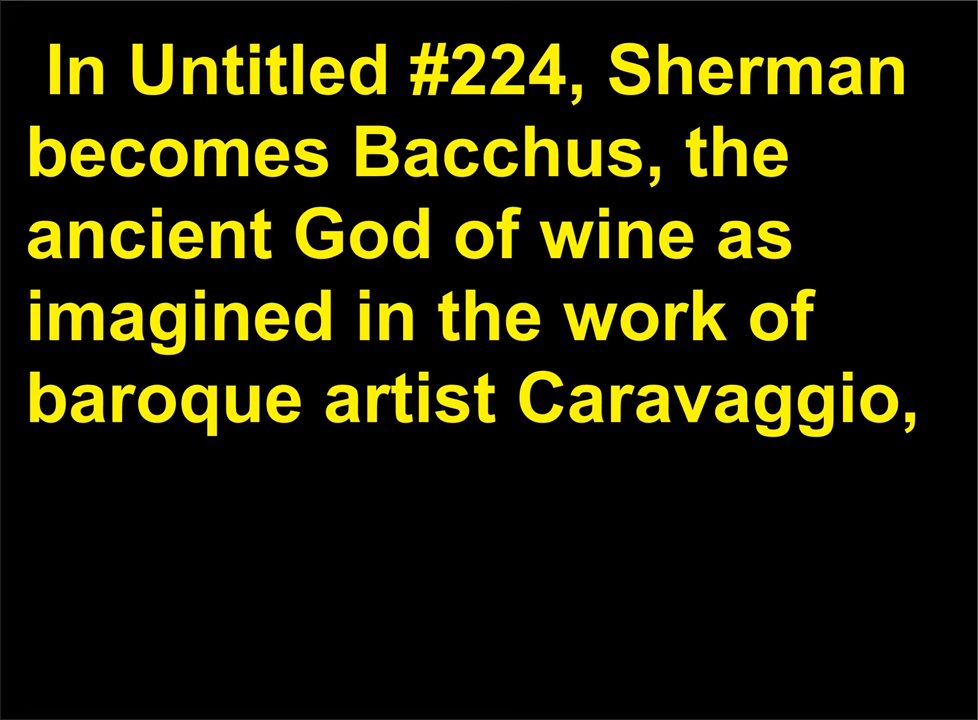 In Untitled #224, Sherman
becomes Bacchus, the
ancient God of wine as
imagined in the work of
baroque artist Caravaggio,